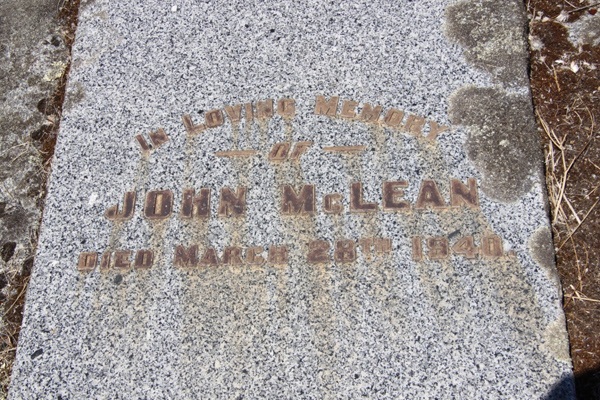 IN LOVING MEMORY
OF
JOHN McLEAN
DIED MARCH 28TH 1940.